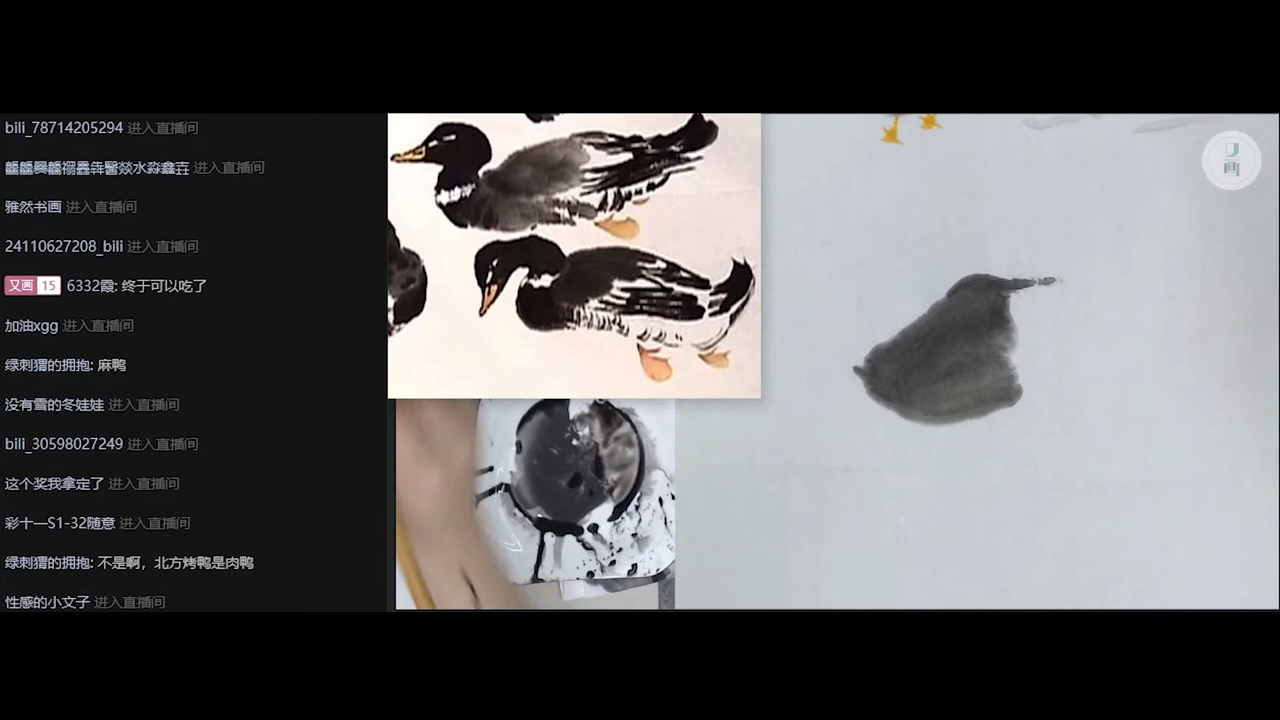 bili_78714205294 进入直播间
进入直播间
雅然书画 进入直播间
24110627208_bili 进入直播间
又画 15 6332霞: 终于可以吃了
加油xgg 进入直播间
绿刺猬的拥抱: 麻鸭
没有雪的冬娃娃 进入直播间
bili_30598027249 进入直播间
这个奖我拿定了 进入直播间
彩十一S1-32随意 进入直播间
绿刺猬的拥抱: 不是啊，北方烤鸭是肉鸭
性感的小文子 进入直播间